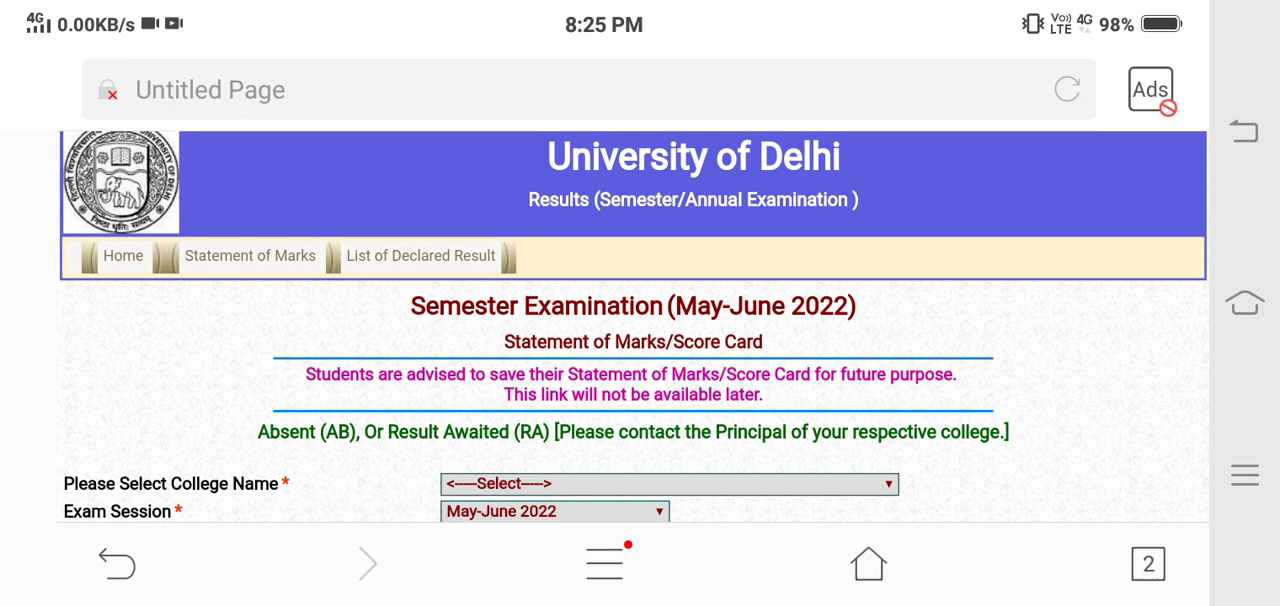 4G 0.00KB/s 8:25 PM Vo) LTE 4G 98%
Untitled Page Ads
University of Delhi
Results (Semester/Annual Examination )
Home Statement of Marks List of Declared Result
Semester Examination (May-June 2022)
Statement of Marks/Score Card
Students are advised to save their Statement of Marks/Score Card for future purpose.
This link will not be available later.
Absent (AB), Or Result Awaited (RA) [Please contact the Principal of your respective college.]
Please Select College Name * <-----Select----->
Exam Session * May-June 2022
2
UNIVERSITY OF DELHI